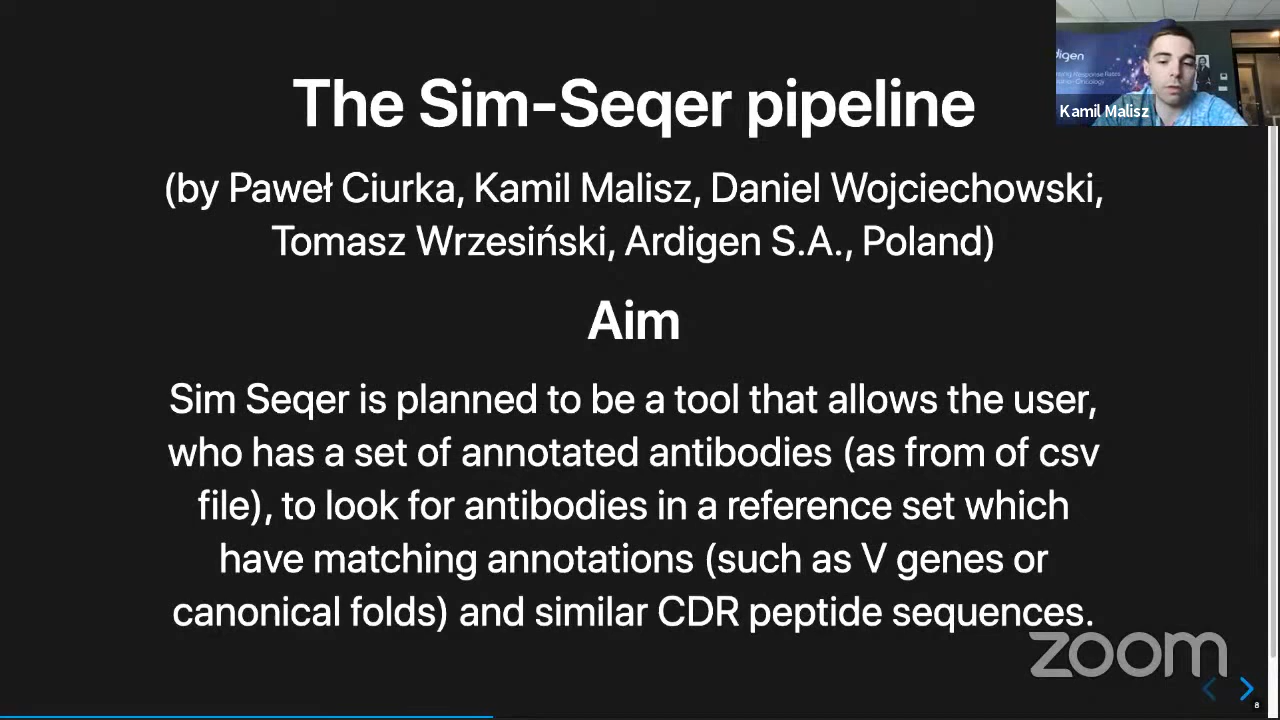 The Sim-Seqer pipeline
(by Paweł Ciurka, Kamil Malisz, Daniel Wojciechowski,
Tomasz Wrzesiński, Ardigen S.A., Poland)
Aim
Sim Seqer is planned to be a tool that allows the user,
who has a set of annotated antibodies (as from of csv
file), to look for antibodies in a reference set which
have matching annotations (such as V genes or
canonical folds) and similar CDR peptide sequences.
digen
Kamil Malisz
zoom
8